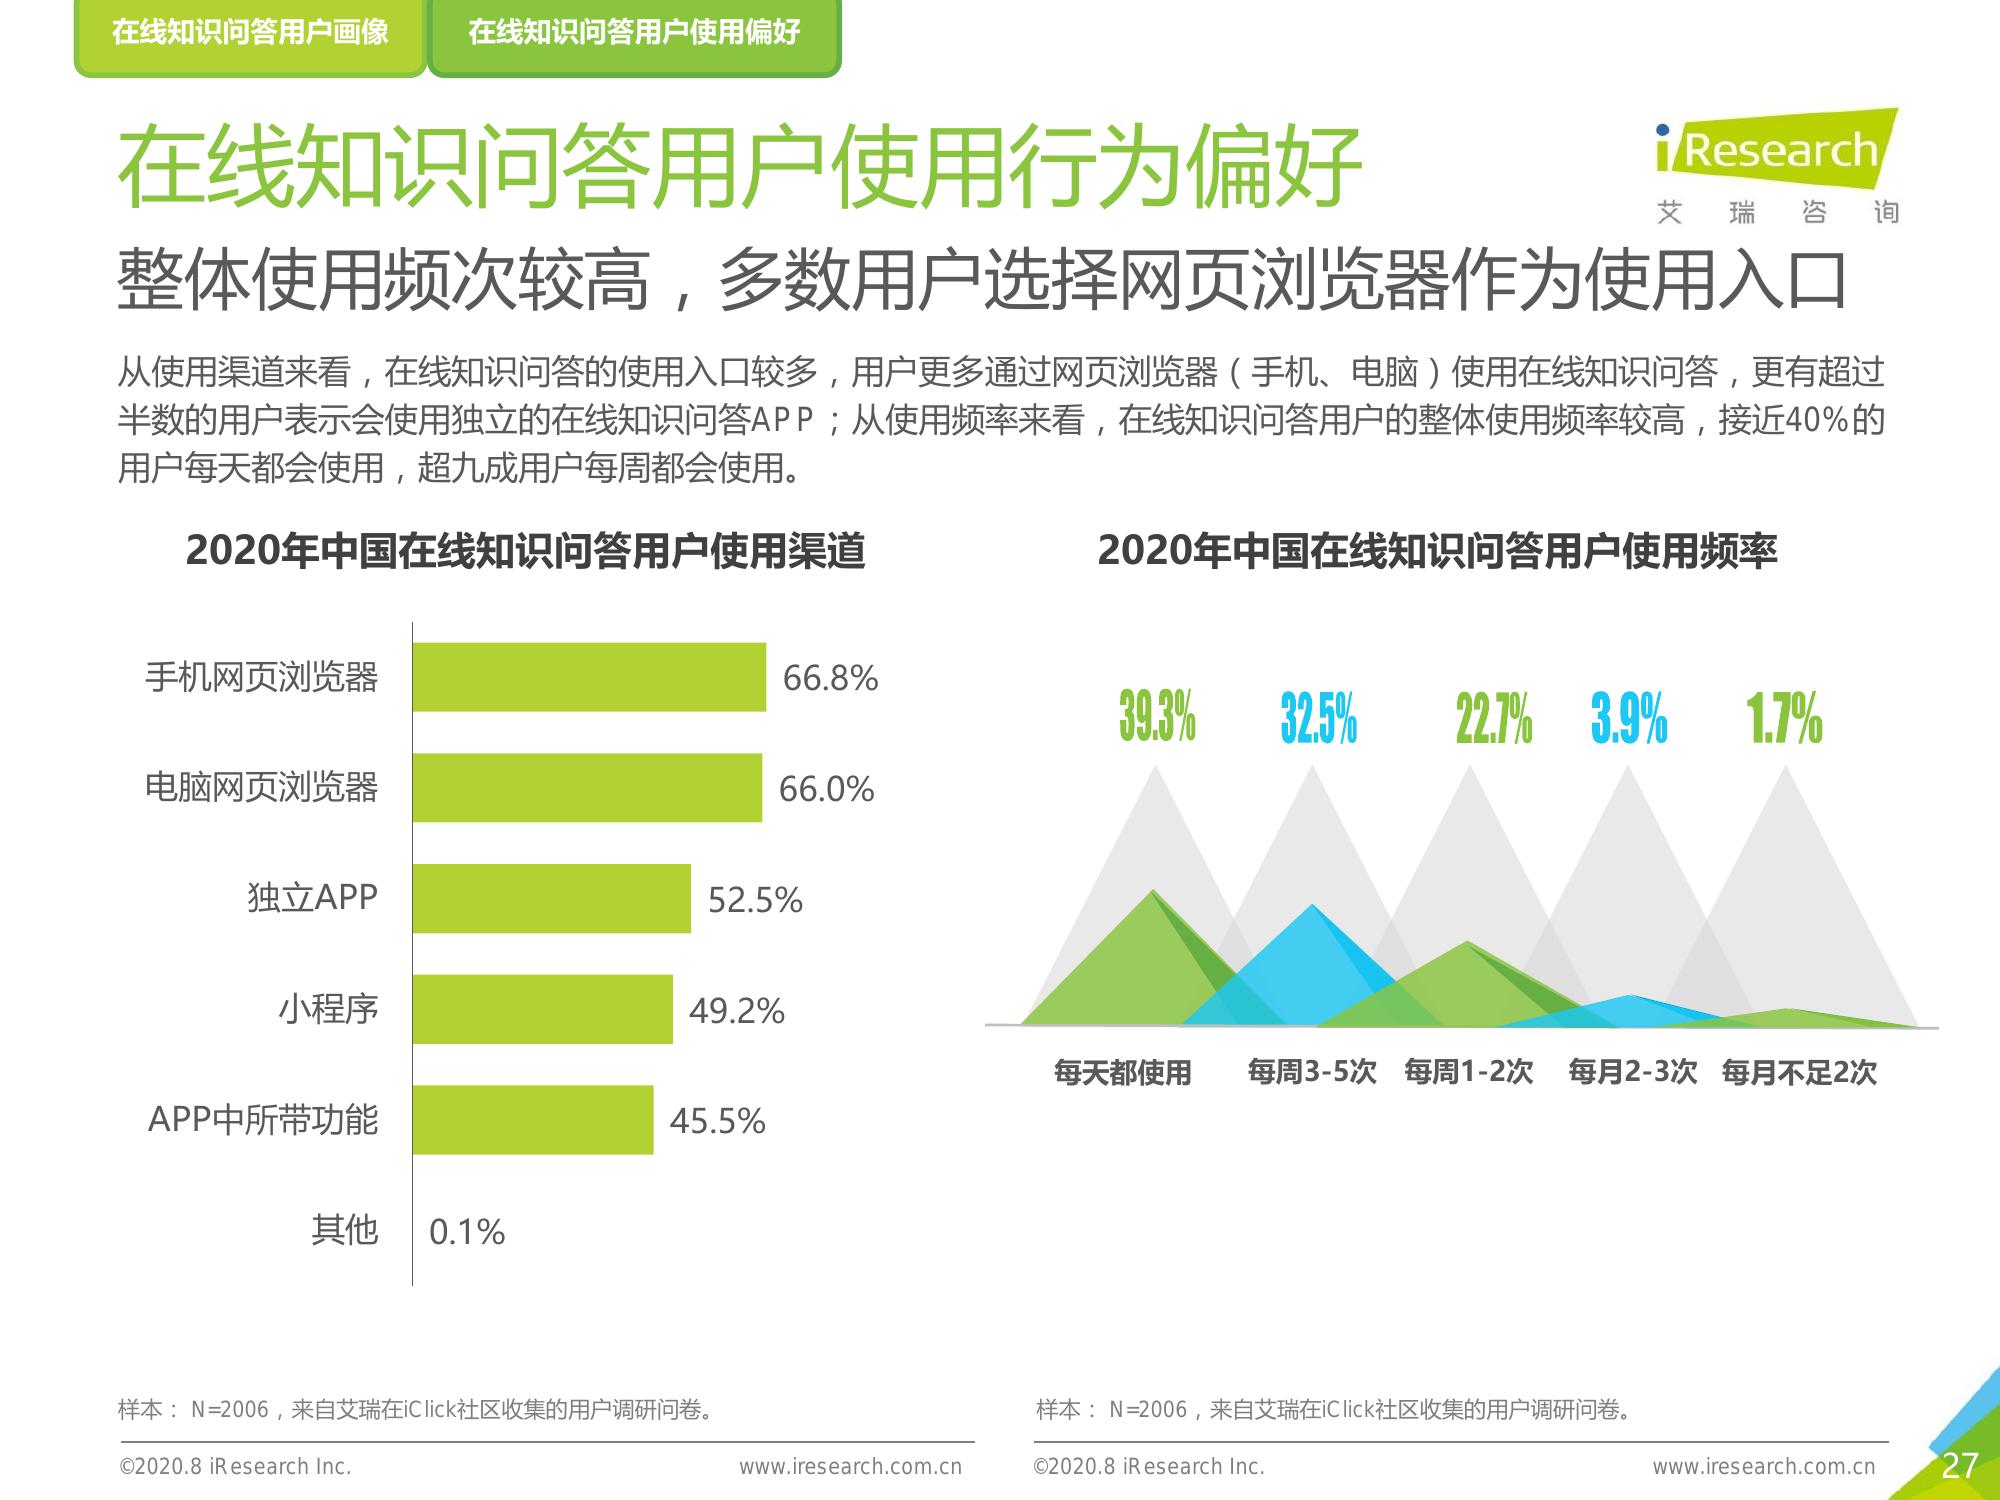 在线知识问答用户画像
在线知识问答用户使用偏好
在线知识问答用户使用行为偏好
iResearch
艾瑞咨询
整体使用频次较高，多数用户选择网页浏览器作为使用入口
从使用渠道来看，在线知识问答的使用入口较多，用户更多通过网页浏览器（手机、电脑）使用在线知识问答，更有超过
半数的用户表示会使用独立的在线知识问答APP；从使用频率来看，在线知识问答用户的整体使用频率较高，接近40%的
用户每天都会使用，超九成用户每周都会使用。
2020年中国在线知识问答用户使用渠道
手机网页浏览器 66.8%
电脑网页浏览器 66.0%
独立APP 52.5%
小程序 49.2%
APP中所带功能 45.5%
其他 0.1%
样本：N=2006，来自艾瑞在iClick社区收集的用户调研问卷。
©2020.8 iResearch Inc. www.iresearch.com.cn
2020年中国在线知识问答用户使用频率
39.3% 32.5% 22.7% 3.9% 1.7%
每天都使用 每周3-5次 每周1-2次 每月2-3次 每月不足2次
样本：N=2006，来自艾瑞在iClick社区收集的用户调研问卷。
©2020.8 iResearch Inc. www.iresearch.com.cn
27